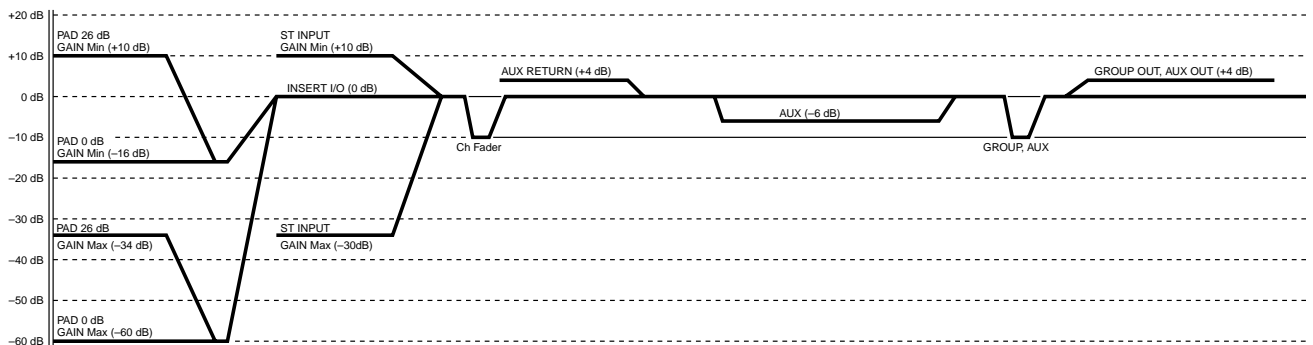 +20 dB
PAD 26 dB
GAIN Min (+10 dB)
ST INPUT
GAIN Min (+10 dB)
+10 dB
AUX RETURN (+4 dB)
GROUP OUT, AUX OUT (+4 dB)
INSERT I/O (0 dB)
0 dB
AUX (–6 dB)
–10 dB
PAD 0 dB
GAIN Min (–16 dB)
Ch Fader
GROUP, AUX
–20 dB
–30 dB
PAD 26 dB
GAIN Max (–34 dB)
ST INPUT
GAIN Max (–30dB)
–40 dB
–50 dB
PAD 0 dB
GAIN Max (–60 dB)
–60 dB